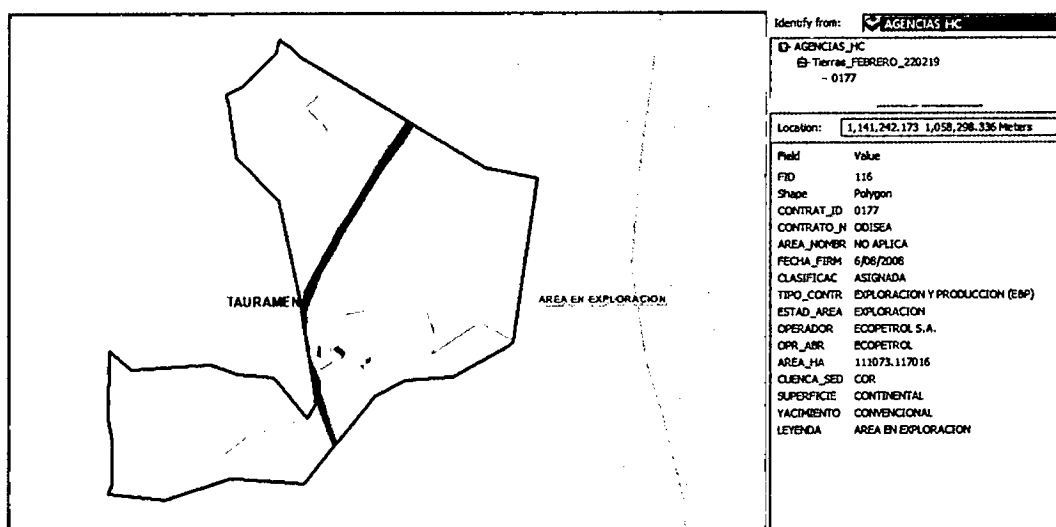 TAURAMEN
AREA EN EXPLORACION
Identify from: AGENCIAS_HC
AGENCIAS_HC
Tierras_FEBRERO_220219
0177
Location: 1,141,242.173 1,058,298.336 Meters
Field Value
FID 116
Shape Polygon
CONTRAT_ID 0177
CONTRATO_N ODISEA
AREA_NOMBR NO APLICA
FECHA_FIRM 6/08/2008
CLASIFICAC ASIGNADA
TIPO_CONTR EXPLORACION Y PRODUCCION (E&P)
ESTAD_AREA EXPLORACION
OPERADOR ECOPETROL S.A.
OPR_ABR ECOPETROL
AREA_HA 111073.117016
CUENCA_SED COR
SUPERFICIE CONTINENTAL
YACIMIENTO CONVENCIONAL
LEYENDA AREA EN EXPLORACION